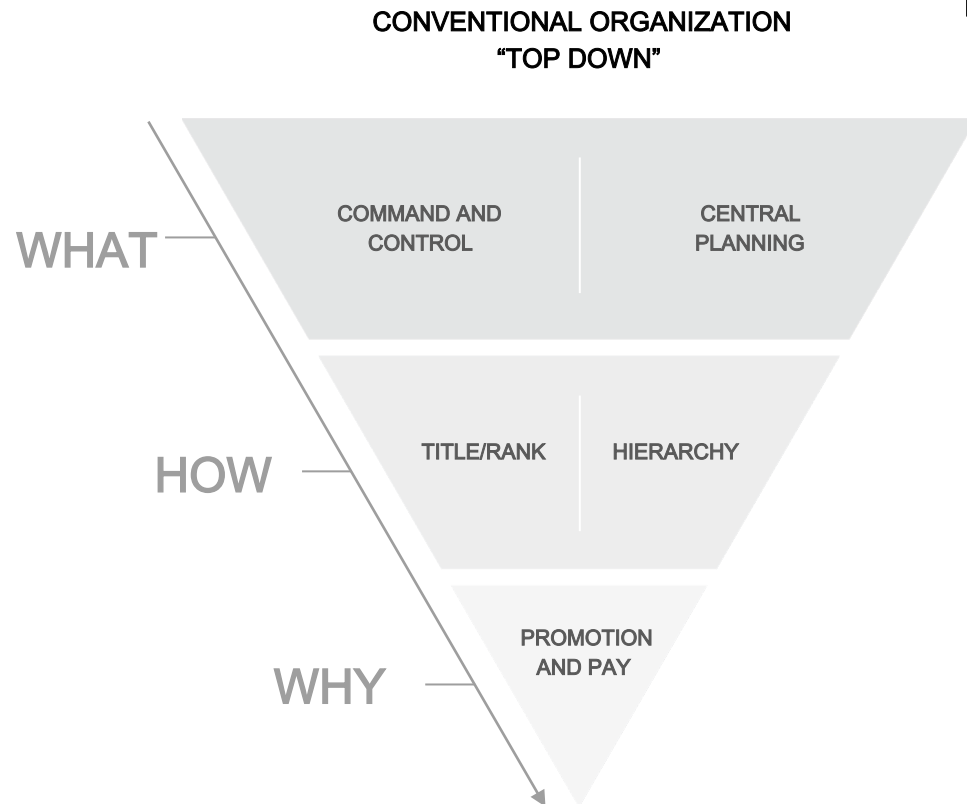 CONVENTIONAL ORGANIZATION
“TOP DOWN”
WHAT
COMMAND AND
CONTROL
CENTRAL
PLANNING
HOW
TITLE/RANK
HIERARCHY
WHY
PROMOTION
AND PAY